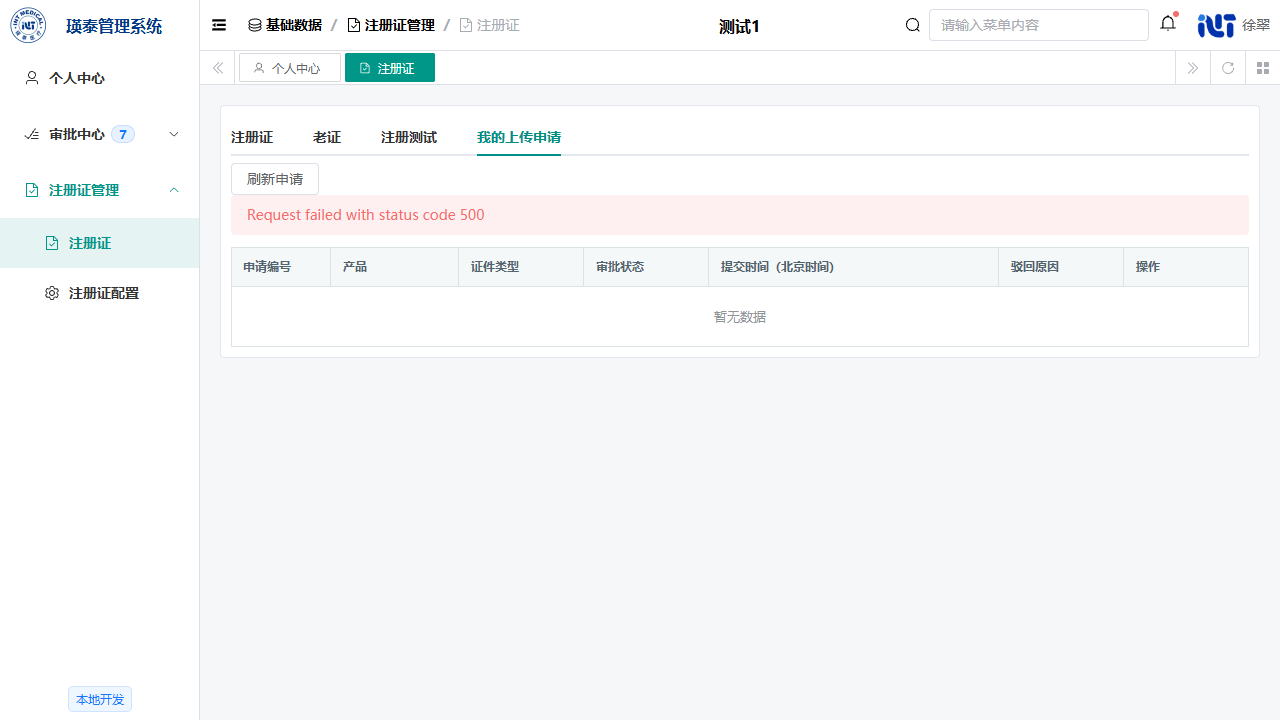 瑛泰管理系统
基础数据 / 注册证管理 / 注册证
测试1
请输入菜单内容
徐翠
个人中心
注册证
个人中心
审批中心 7
注册证管理
注册证
注册证配置
本地开发
注册证 老证 注册测试 我的上传申请
刷新申请
Request failed with status code 500
申请编号 产品 证件类型 审批状态 提交时间（北京时间） 驳回原因 操作
暂无数据